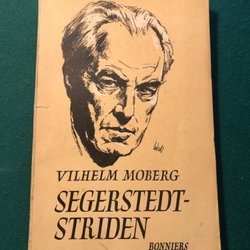 VILHELM MOBERG
SEGERSTEDT-
STRIDEN
BONNIERS